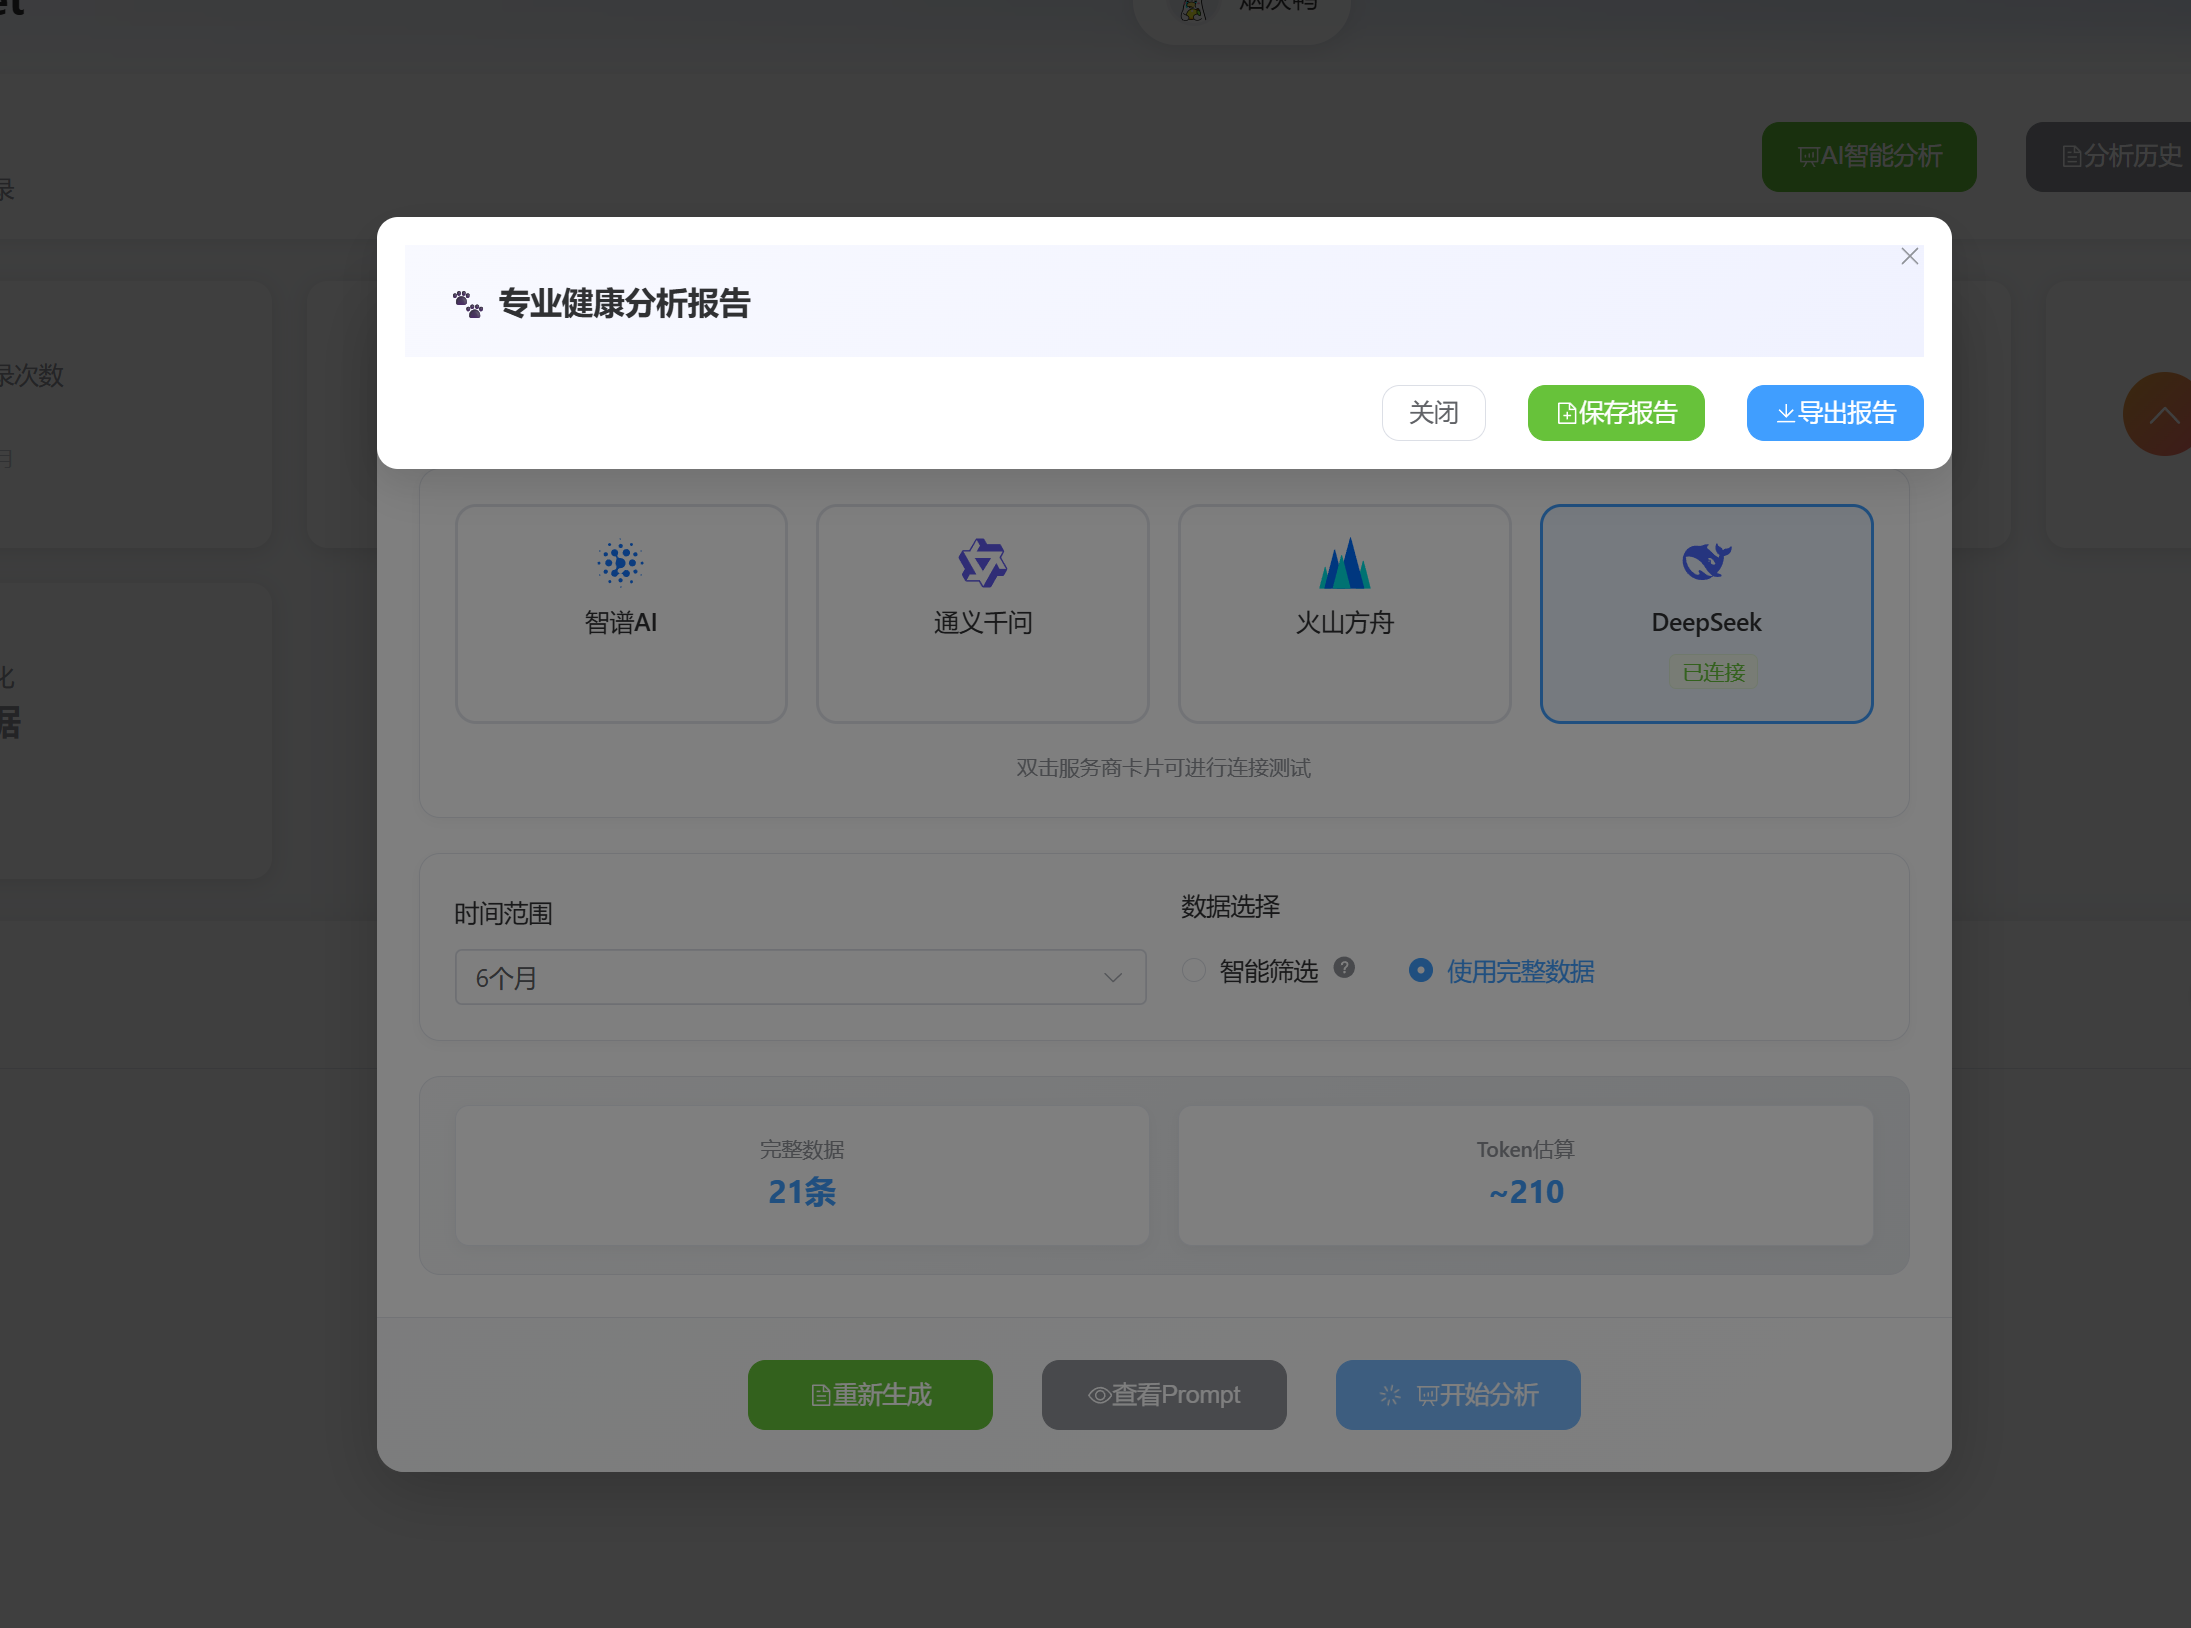 et
AI智能分析
分析历史
录
专业健康分析报告
录次数
关闭
保存报告
导出报告
月
智谱AI
通义千问
火山方舟
DeepSeek
已连接
化
据
双击服务商卡片可进行连接测试
时间范围
数据选择
6个月
智能筛选
使用完整数据
完整数据
21条
Token估算
~210
重新生成
查看Prompt
开始分析